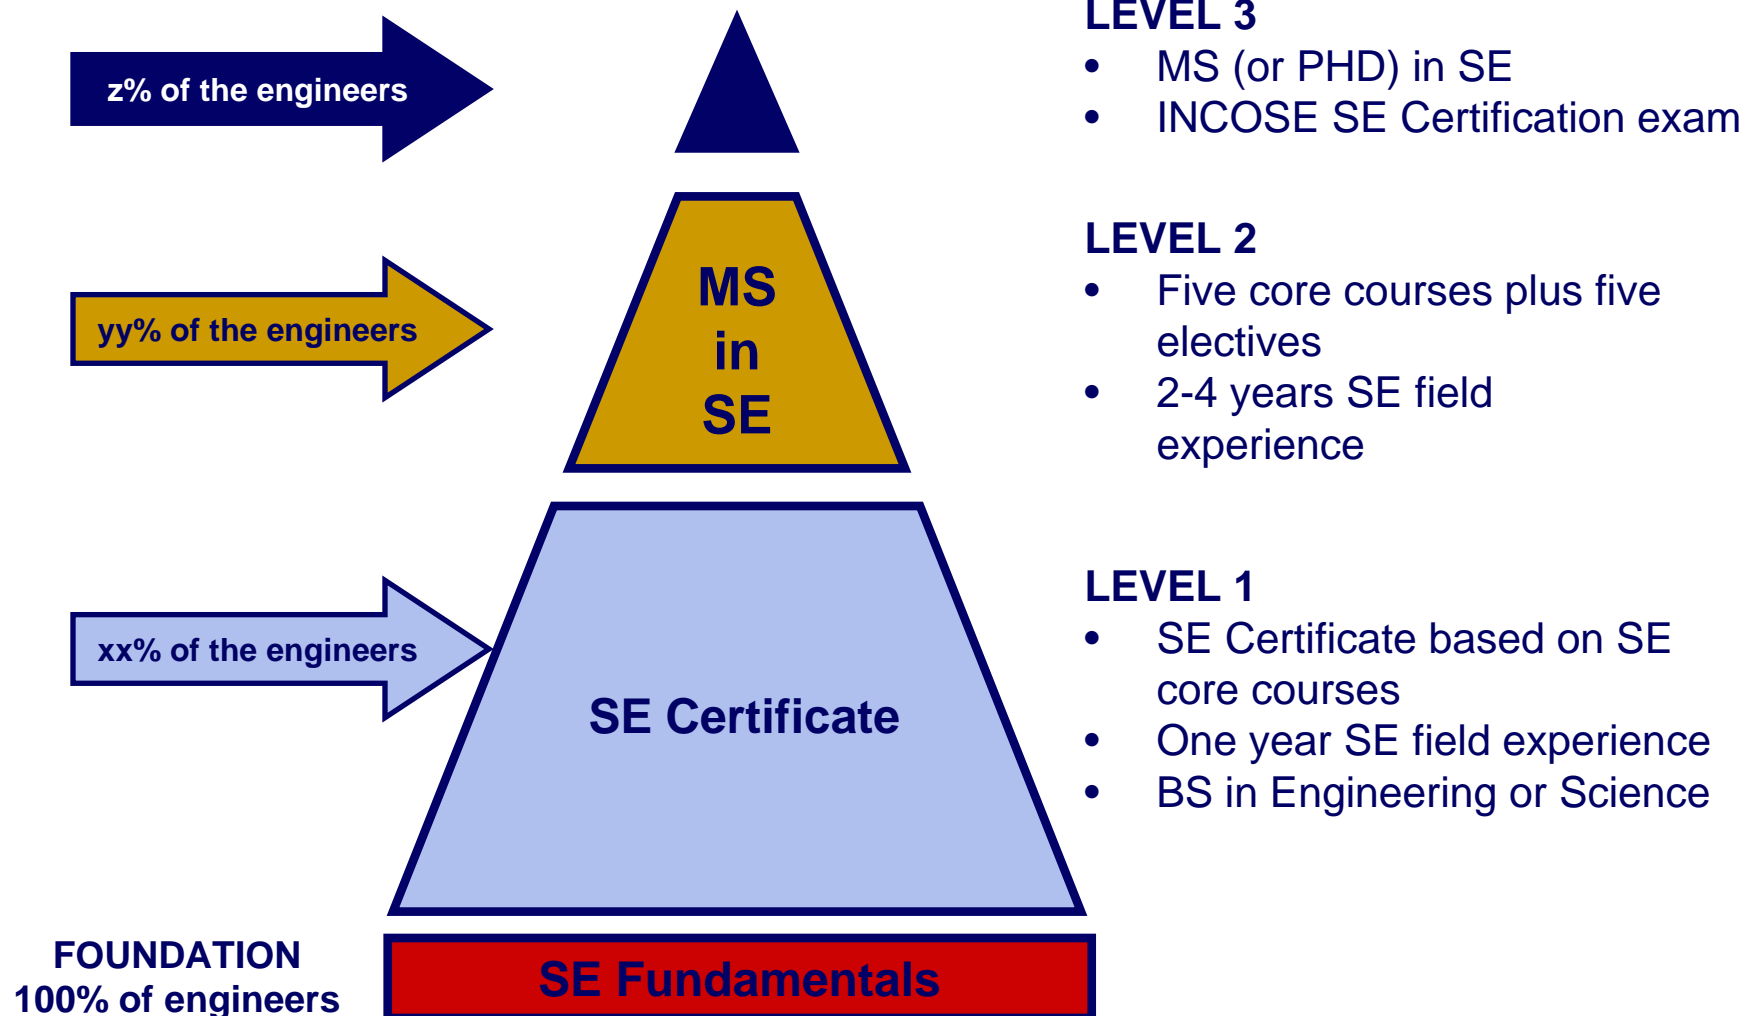 LEVEL 3
• MS (or PHD) in SE
• INCOSE SE Certification exam
z% of the engineers
LEVEL 2
• Five core courses plus five
electives
• 2-4 years SE field
experience
yy% of the engineers
MS
in
SE
LEVEL 1
• SE Certificate based on SE
core courses
• One year SE field experience
• BS in Engineering or Science
xx% of the engineers
SE Certificate
FOUNDATION
100% of engineers
SE Fundamentals